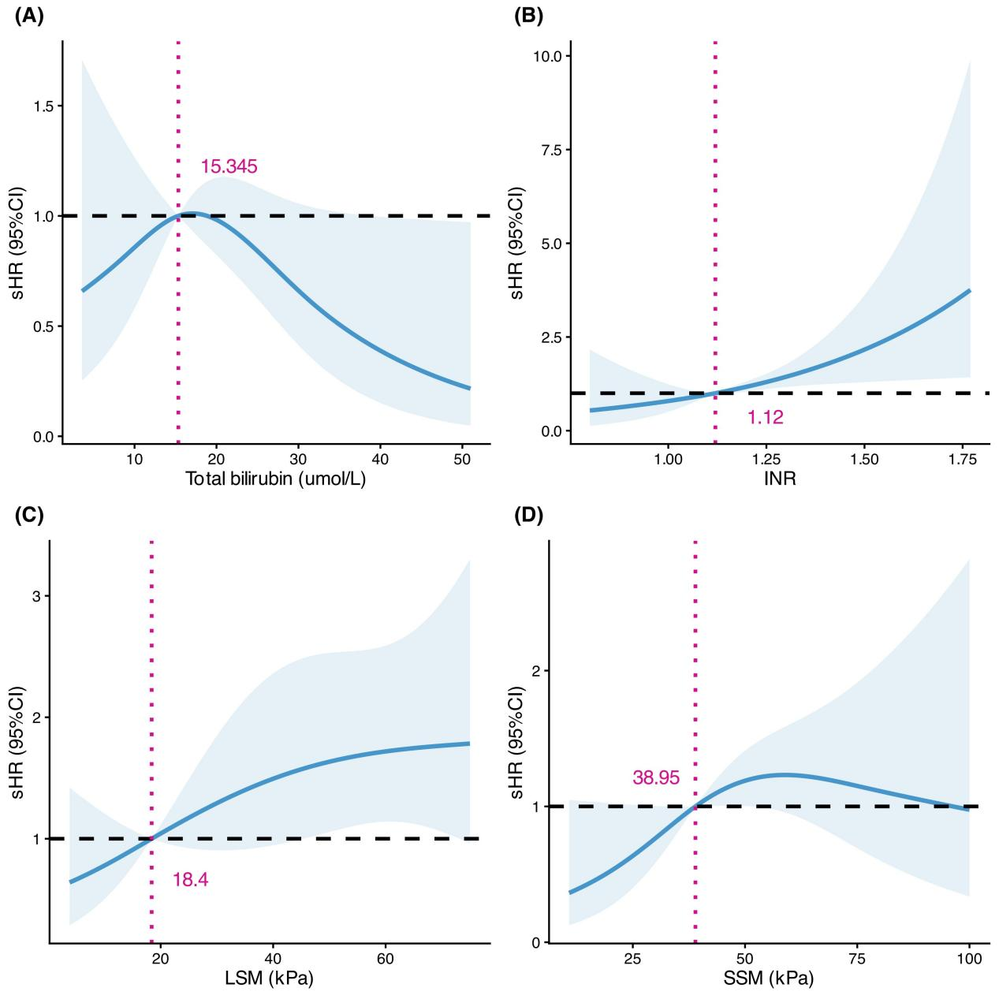 (A)
1.5
1.0
0.5
0.0
sHR (95%CI)
15.345
10 20 30 40 50
Total bilirubin (umol/L)
(B)
10.0
7.5
5.0
2.5
0.0
sHR (95%CI)
1.12
1.00 1.25 1.50 1.75
INR
(C)
3
2
1
sHR (95%CI)
18.4
20 40 60
LSM (kPa)
(D)
2
1
0
sHR (95%CI)
38.95
25 50 75 100
SSM (kPa)